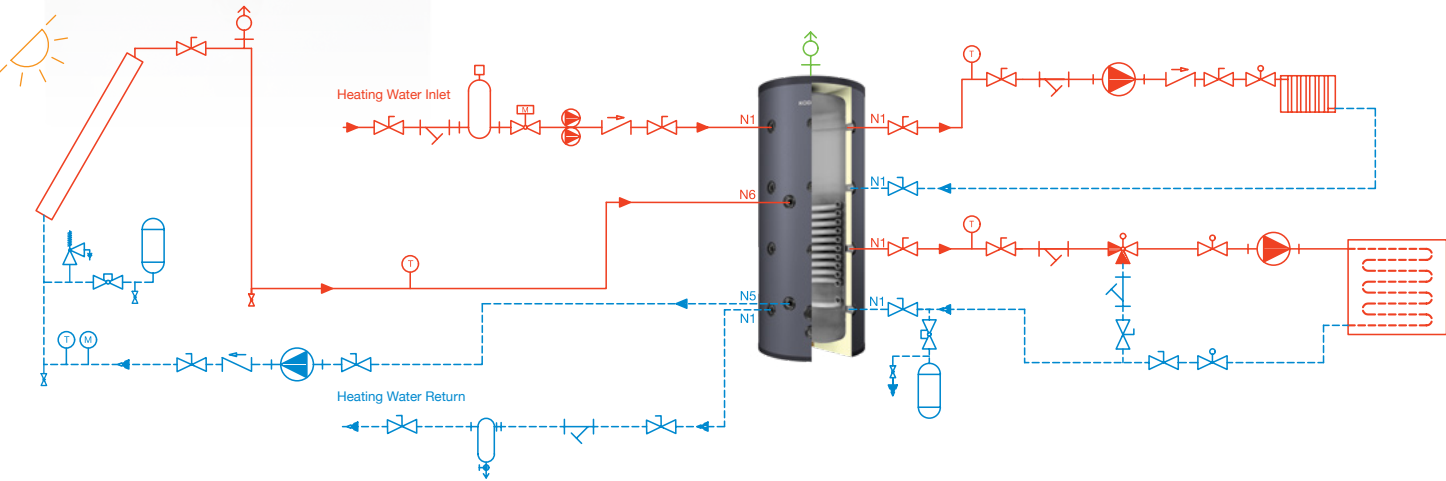 T
Heating Water Inlet
M
N1
N1
N1
N6
T
N1
T
N5
N1
N1
T
M
Heating Water Return